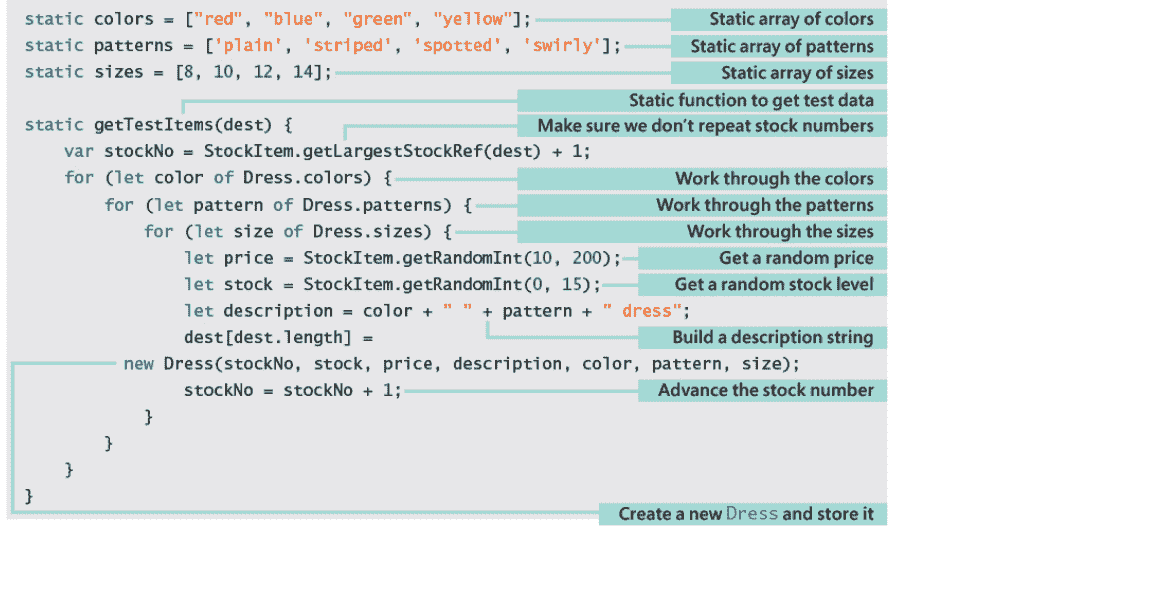 static colors = ["red", "blue", "green", "yellow"]; Static array of colors
static patterns = ['plain', 'striped', 'spotted', 'swirly']; Static array of patterns
static sizes = [8, 10, 12, 14]; Static array of sizes
Static function to get test data
static getTestItems(dest) { Make sure we don't repeat stock numbers
var stockNo = StockItem.getLargestStockRef(dest) + 1;
for (let color of Dress.colors) { Work through the colors
for (let pattern of Dress.patterns) { Work through the patterns
for (let size of Dress.sizes) { Work through the sizes
let price = StockItem.getRandomInt(10, 200); Get a random price
let stock = StockItem.getRandomInt(0, 15); Get a random stock level
let description = color + " " + pattern + " dress";
dest[dest.length] = Build a description string
new Dress(stockNo, stock, price, description, color, pattern, size);
stockNo = stockNo + 1; Advance the stock number
}
}
}
}
Create a new Dress and store it